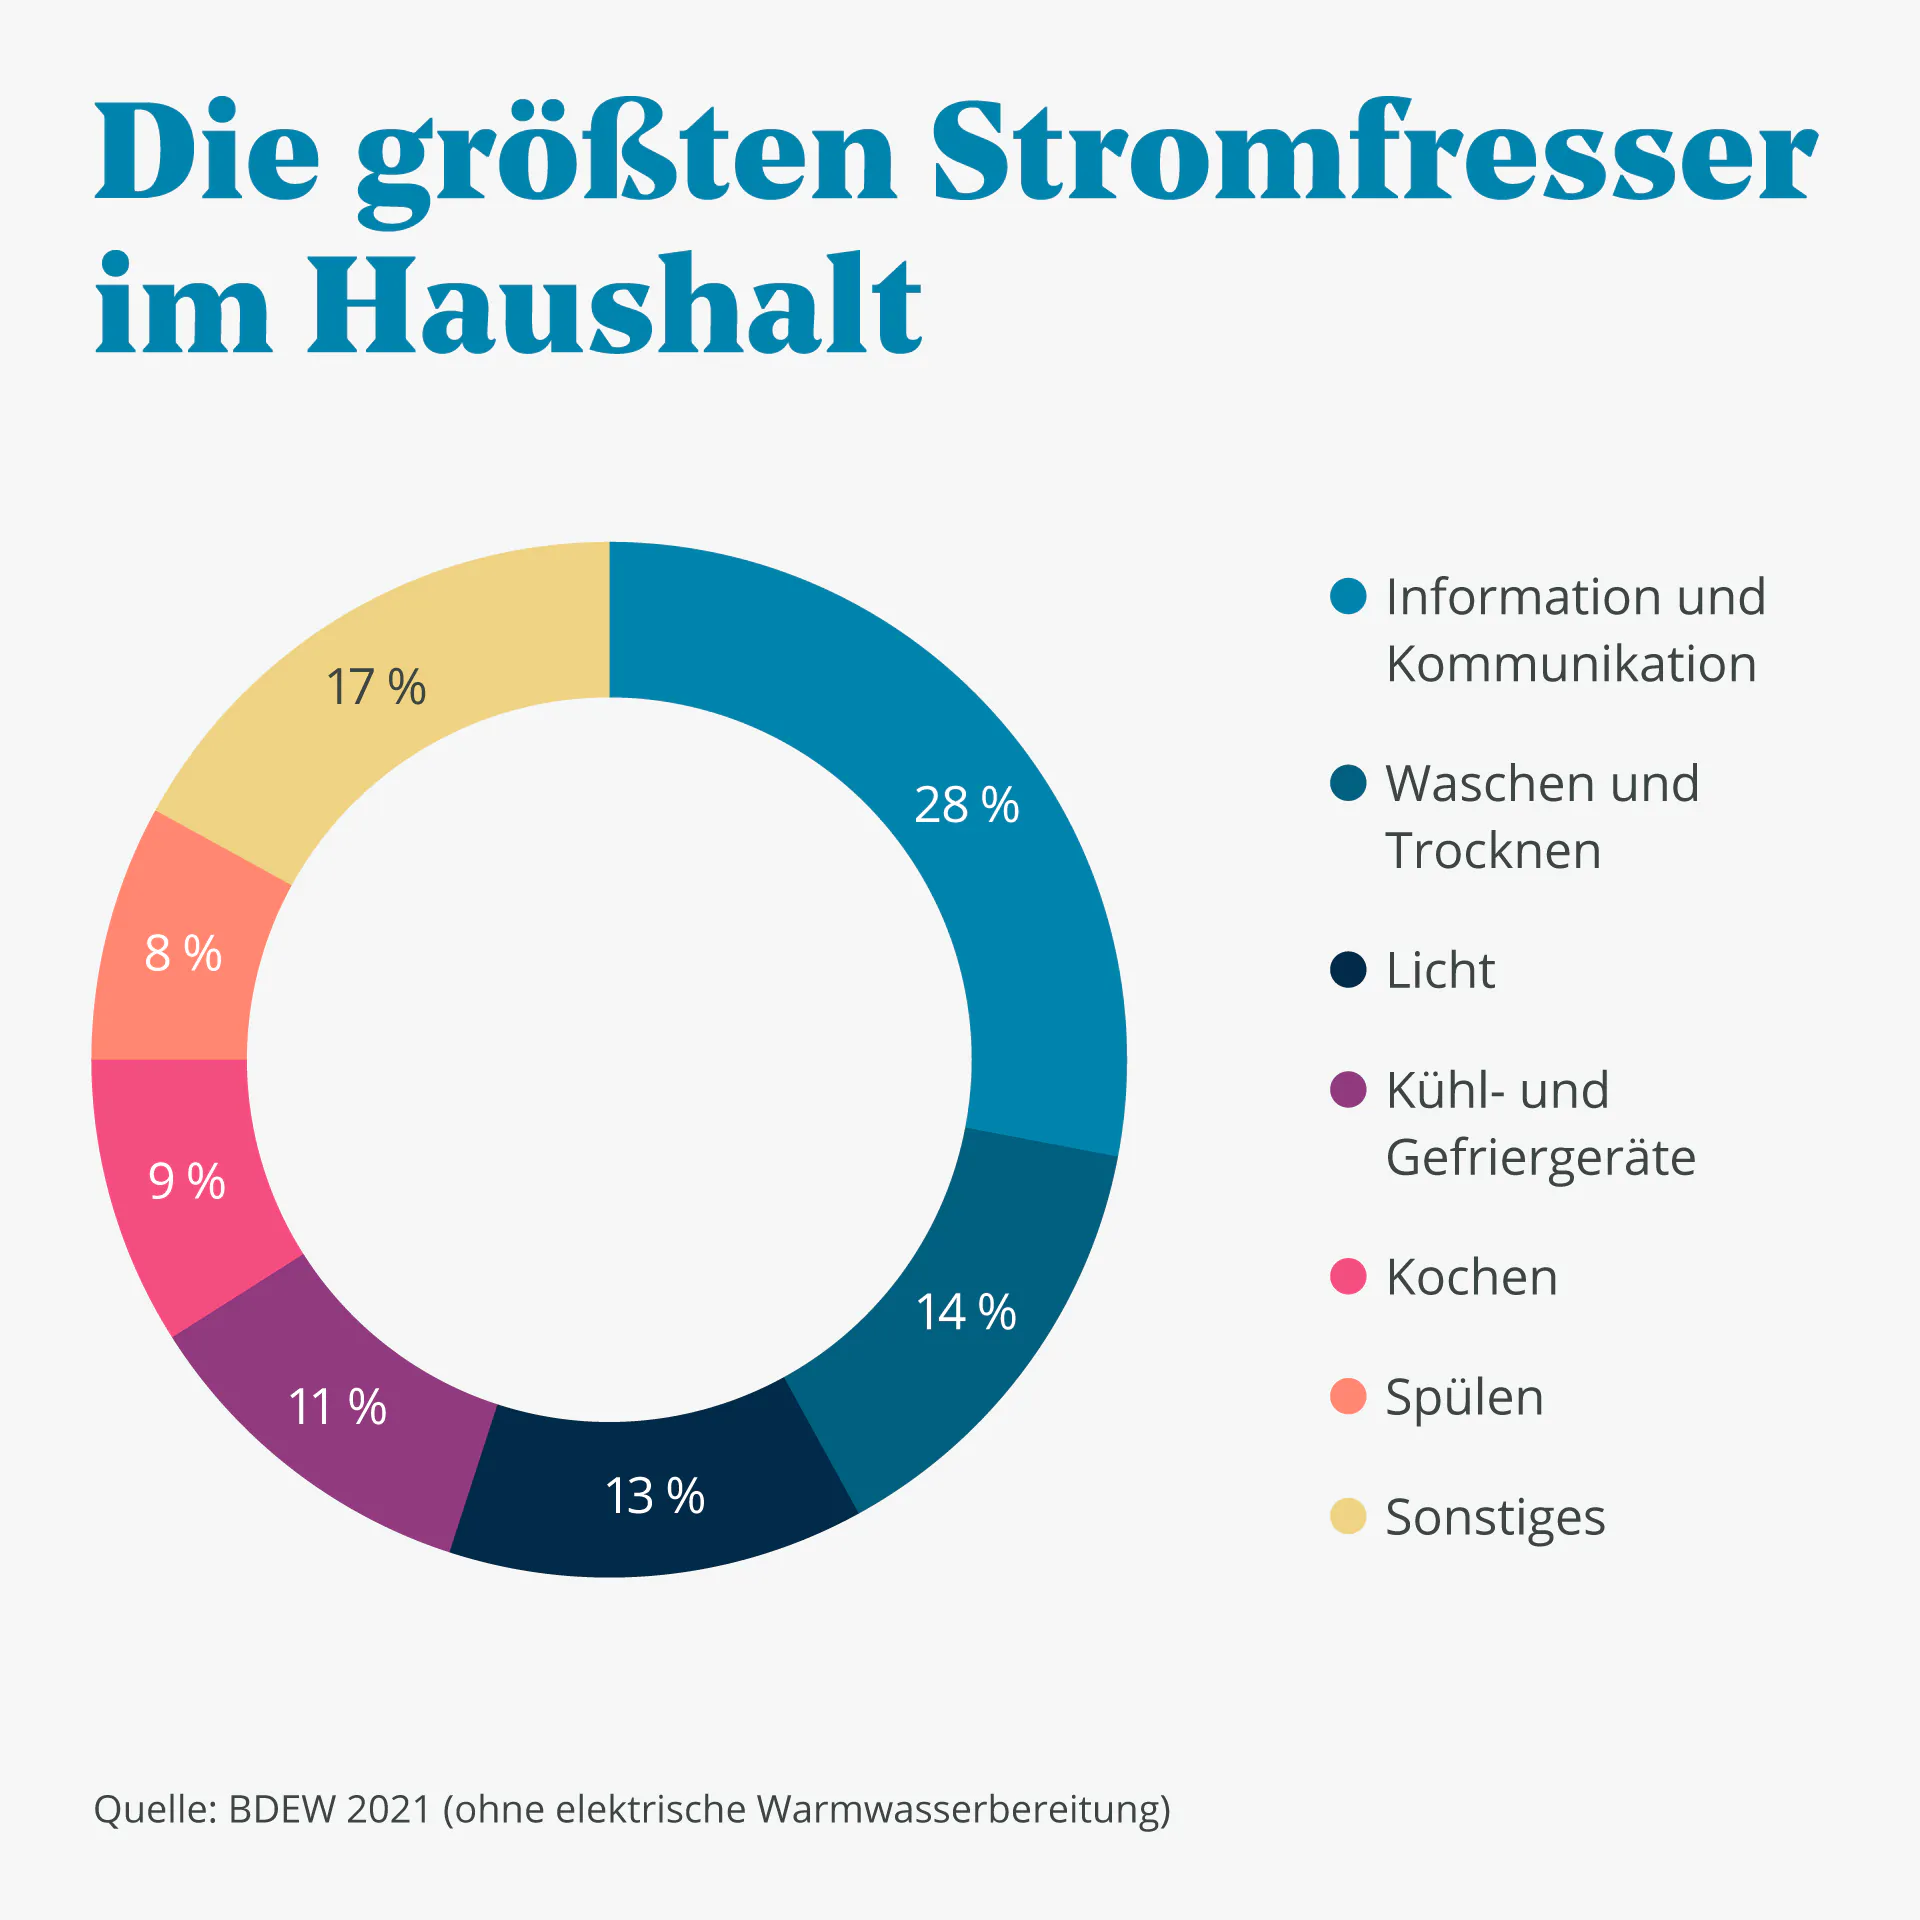 Die größten Stromfresser
im Haushalt
17 %
28 %
8 %
9 %
14 %
11 %
13 %
Information und
Kommunikation
Waschen und
Trocknen
Licht
Kühl- und
Gefriergeräte
Kochen
Spülen
Sonstiges
Quelle: BDEW 2021 (ohne elektrische Warmwasserbereitung)